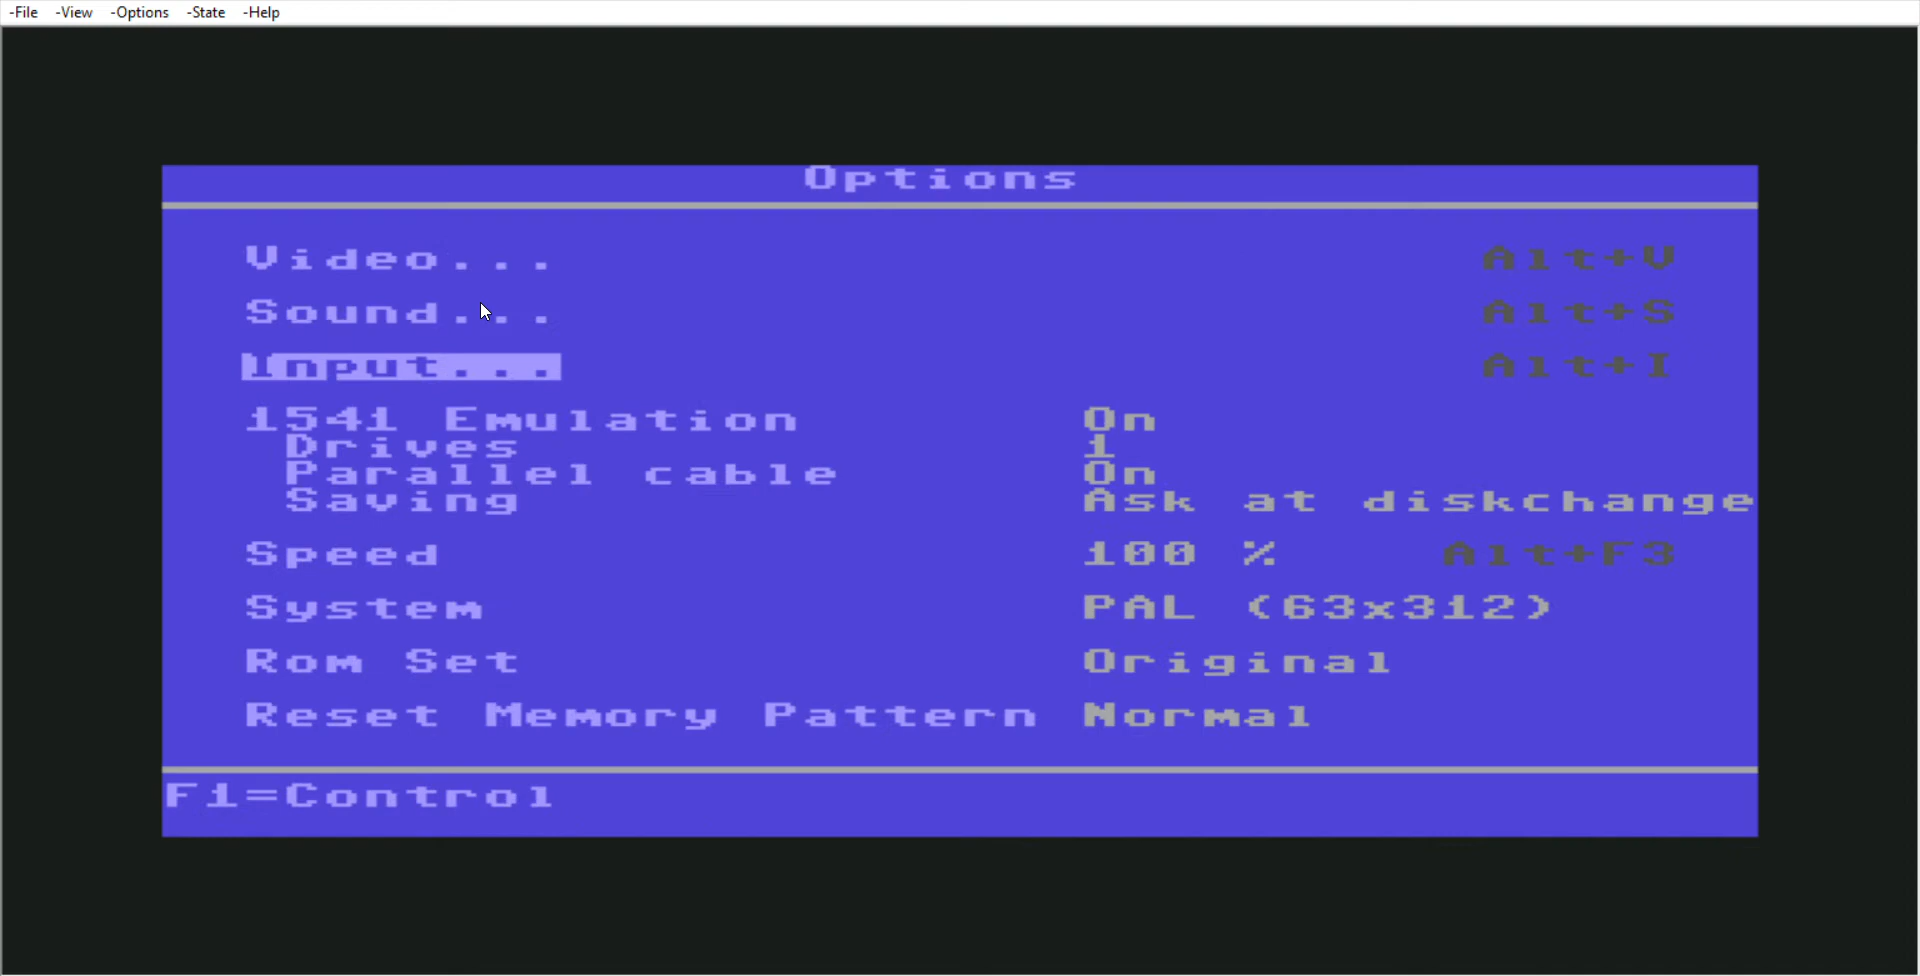 -File -View -Options -State -Help
Options
Video... Alt+V
Sound... Alt+S
Input... Alt+I
1541 Emulation On
Drives 1
Parallel cable On
Saving Ask at diskchange
Speed 100 % Alt+F3
System PAL (63x312)
Rom Set Original
Reset Memory Pattern Normal
F1=Control